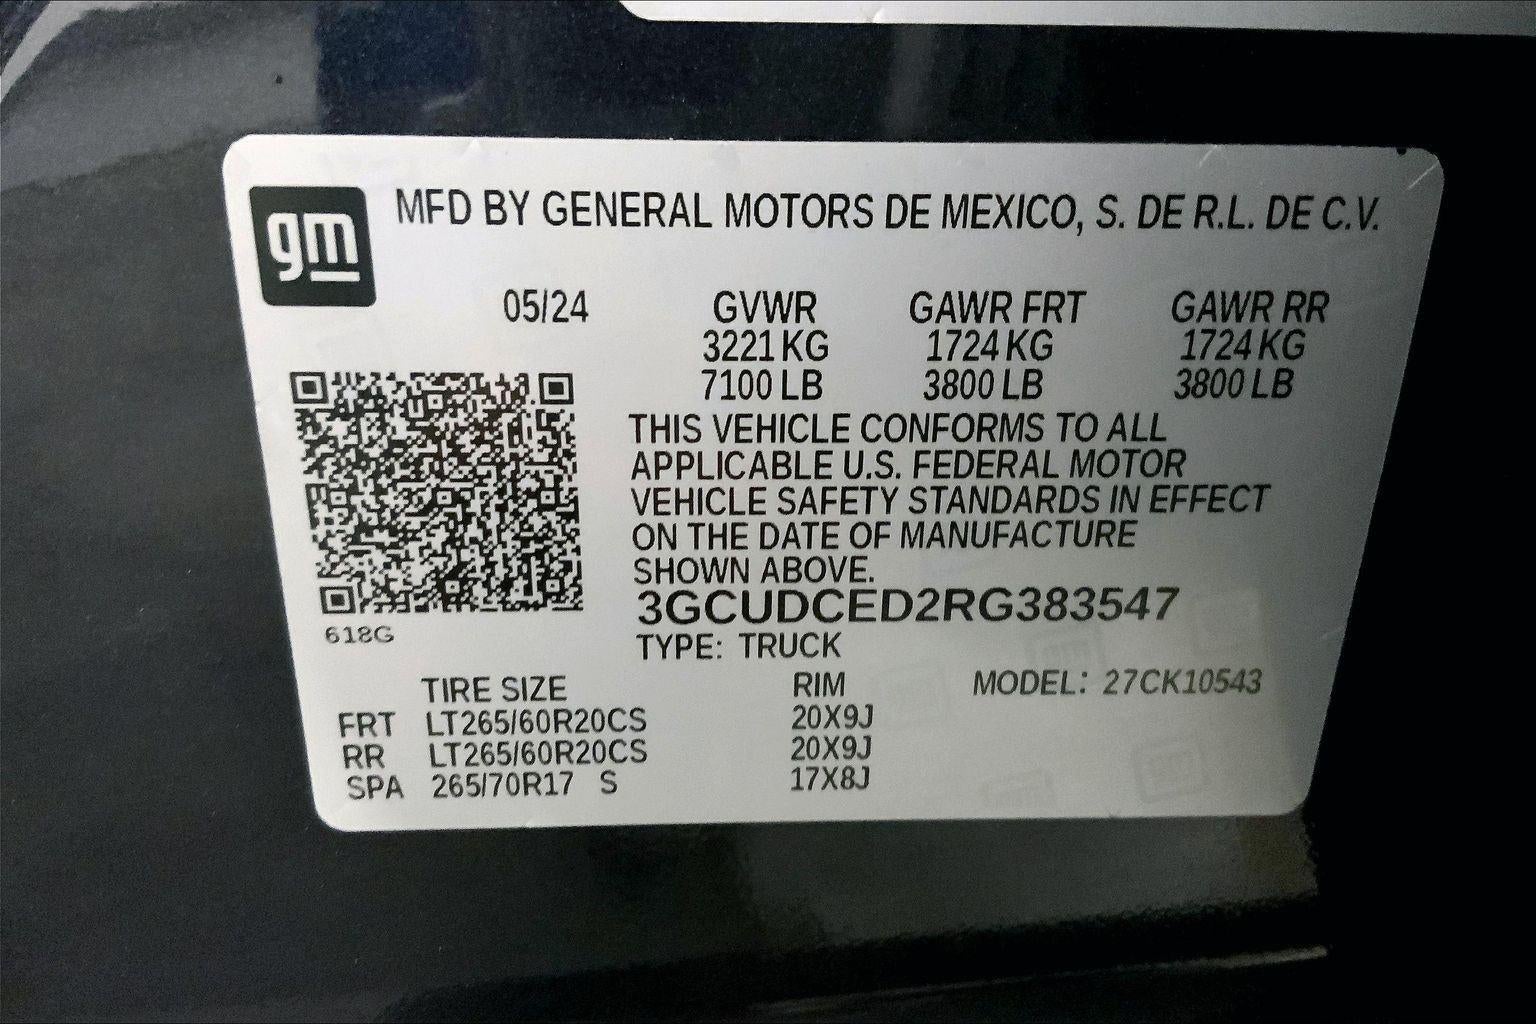 gm
MFD BY GENERAL MOTORS DE MEXICO, S. DE R.L. DE C.V.
05/24 GVWR GAWR FRT GAWR RR
3221 KG 1724 KG 1724 KG
7100 LB 3800 LB 3800 LB
THIS VEHICLE CONFORMS TO ALL
APPLICABLE U.S. FEDERAL MOTOR
VEHICLE SAFETY STANDARDS IN EFFECT
ON THE DATE OF MANUFACTURE
SHOWN ABOVE.
3GCUDCED2RG383547
618G
TYPE: TRUCK
TIRE SIZE RIM MODEL: 27CK10543
FRT LT265/60R20CS 20X9J
RR LT265/60R20CS 20X9J
SPA 265/70R17 S 17X8J